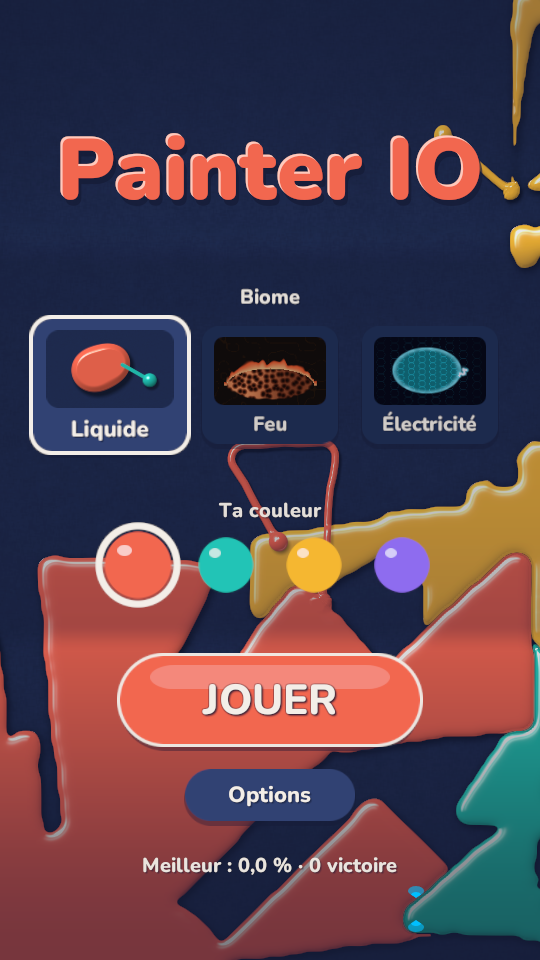 Painter IO
Biome
Liquide
Feu
Électricité
Ta couleur
JOUER
Options
Meilleur : 0,0 % · 0 victoire